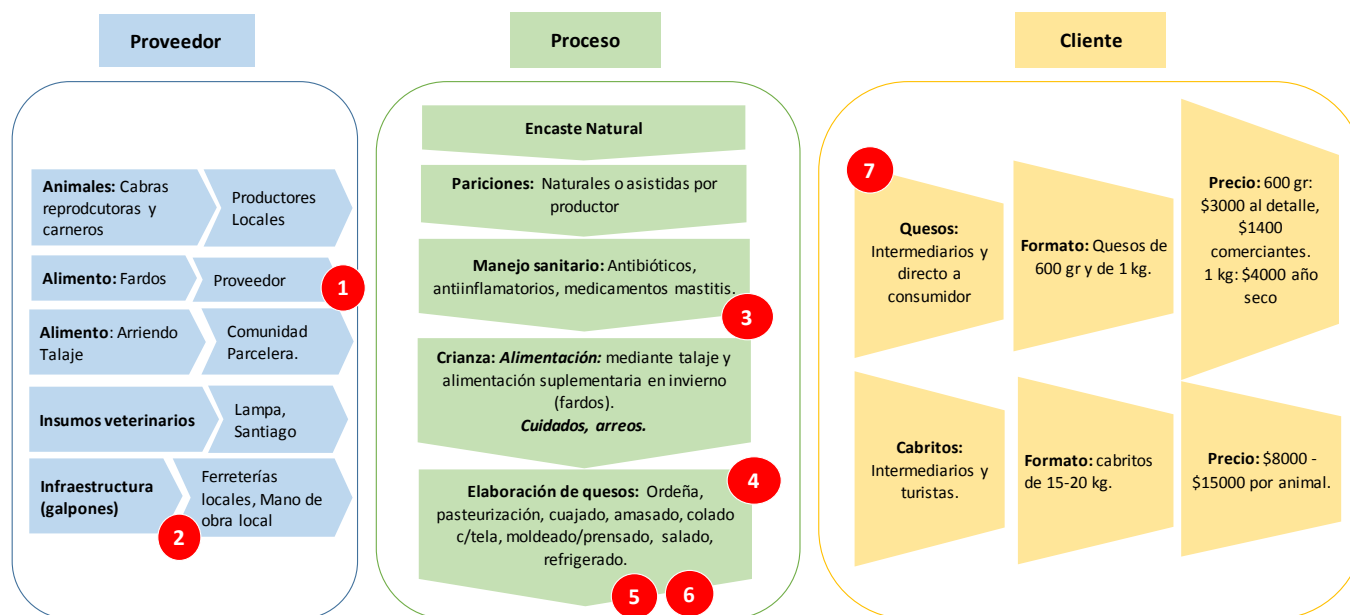 Proveedor
Animales: Cabras
reprodcutoras y
carneros
Productores
Locales
Alimento: Fardos
Proveedor
1
Alimento: Arriendo
Talaje
Comunidad
Parcelera.
Insumos veterinarios
Lampa,
Santiago
Infraestructura
(galpones)
2
Ferreterías
locales, Mano de
obra local
Proceso
Encaste Natural
Pariciones: Naturales o asistidas por
productor
Manejo sanitario: Antibióticos,
antiinflamatorios, medicamentos mastitis.
3
Crianza: Alimentación: mediante talaje y
alimentación suplementaria en invierno
(fardos).
Cuidados, arreos.
4
Elaboración de quesos: Ordeña,
pasteurización, cuajado, amasado, colado
c/tela, moldeado/prensado, salado,
refrigerado.
5
6
Cliente
7
Quesos:
Intermediarios y
directo a
consumidor
Formato: Quesos de
600 gr y de 1 kg.
Precio: 600 gr:
$3000 al detalle,
$1400
comerciantes.
1 kg: $4000 año
seco
Cabritos:
Intermediarios y
turistas.
Formato: cabritos
de 15-20 kg.
Precio: $8000 -
$15000 por animal.